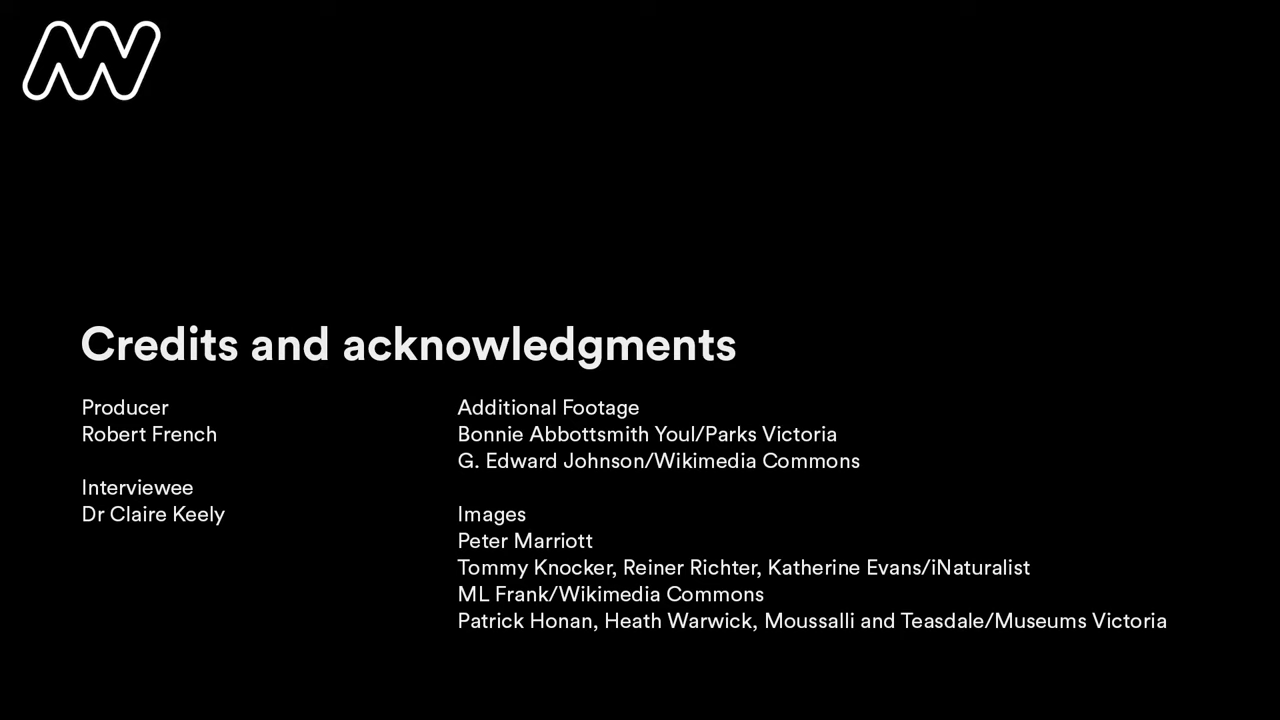 Credits and acknowledgments
Producer
Robert French
Interviewee
Dr Claire Keely
Additional Footage
Bonnie Abbottsmith Youl/Parks Victoria
G. Edward Johnson/Wikimedia Commons
Images
Peter Marriott
Tommy Knocker, Reiner Richter, Katherine Evans/iNaturalist
ML Frank/Wikimedia Commons
Patrick Honan, Heath Warwick, Moussalli and Teasdale/Museums Victoria